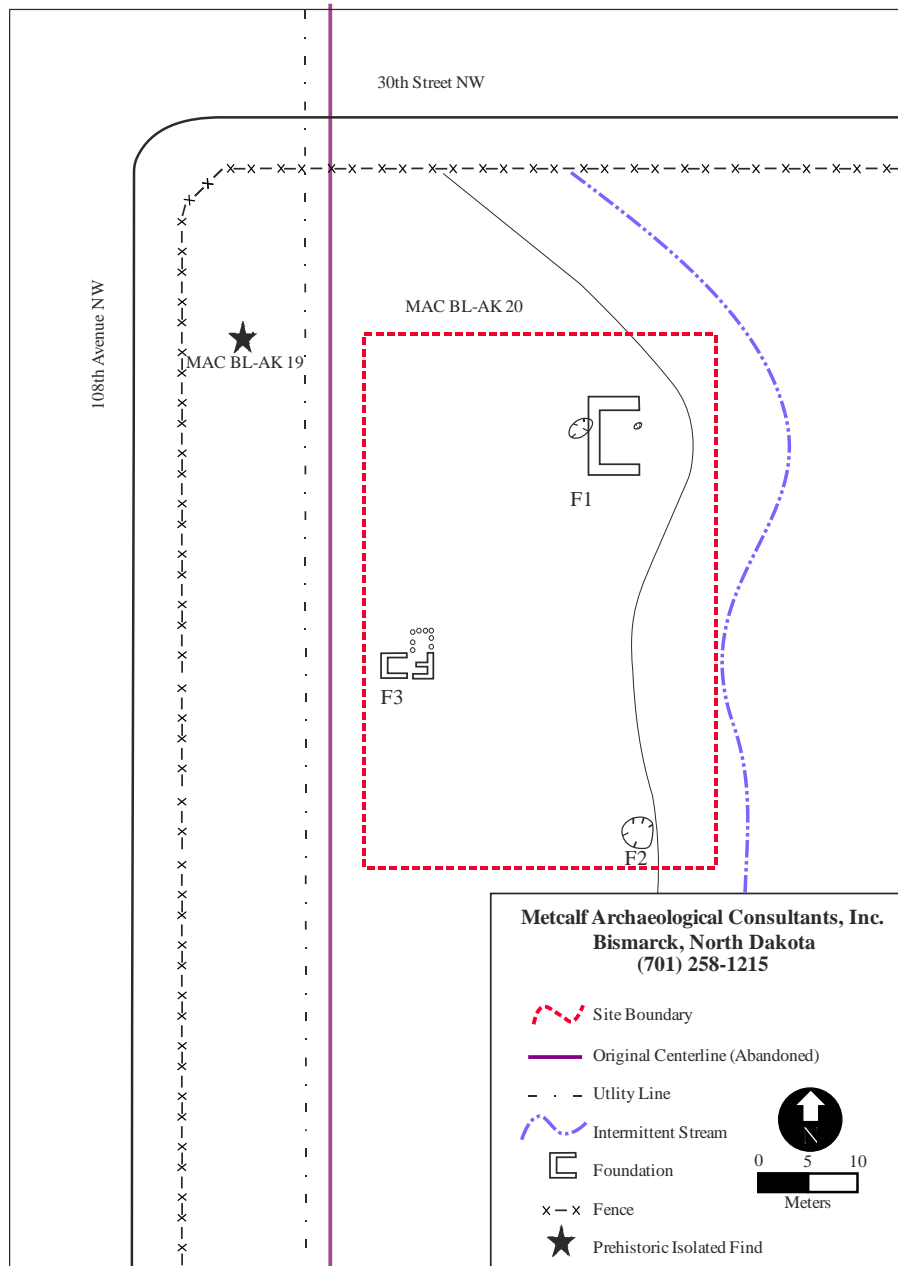 30th Street NW
108th Avenue NW
MAC BL-AK 20
MAC BL-AK 19
F1
F3
F2
Metcalf Archaeological Consultants, Inc.
Bismarck, North Dakota
(701) 258-1215
Site Boundary
Original Centerline (Abandoned)
Utlity Line
Intermittent Stream
Foundation
Fence
Prehistoric Isolated Find
N
0 5 10
Meters